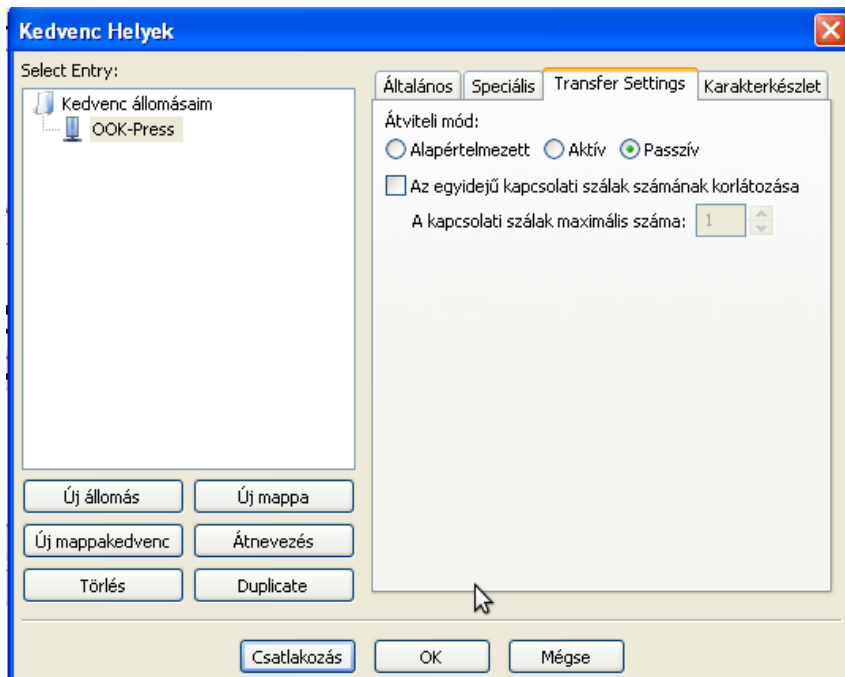 Kedvenc Helyek
Select Entry:
Kedvenc állomásaim
OOK-Press
Új állomás Új mappa
Új mappakedvenc Átnevezés
Törlés Duplicate
Általános Speciális Transfer Settings Karakterkészlet
Átviteli mód:
Alapértelmezett Aktív Passzív
Az egyidejű kapcsolati szálak számának korlátozása
A kapcsolati szálak maximális száma: 1
Csatlakozás OK Mégse